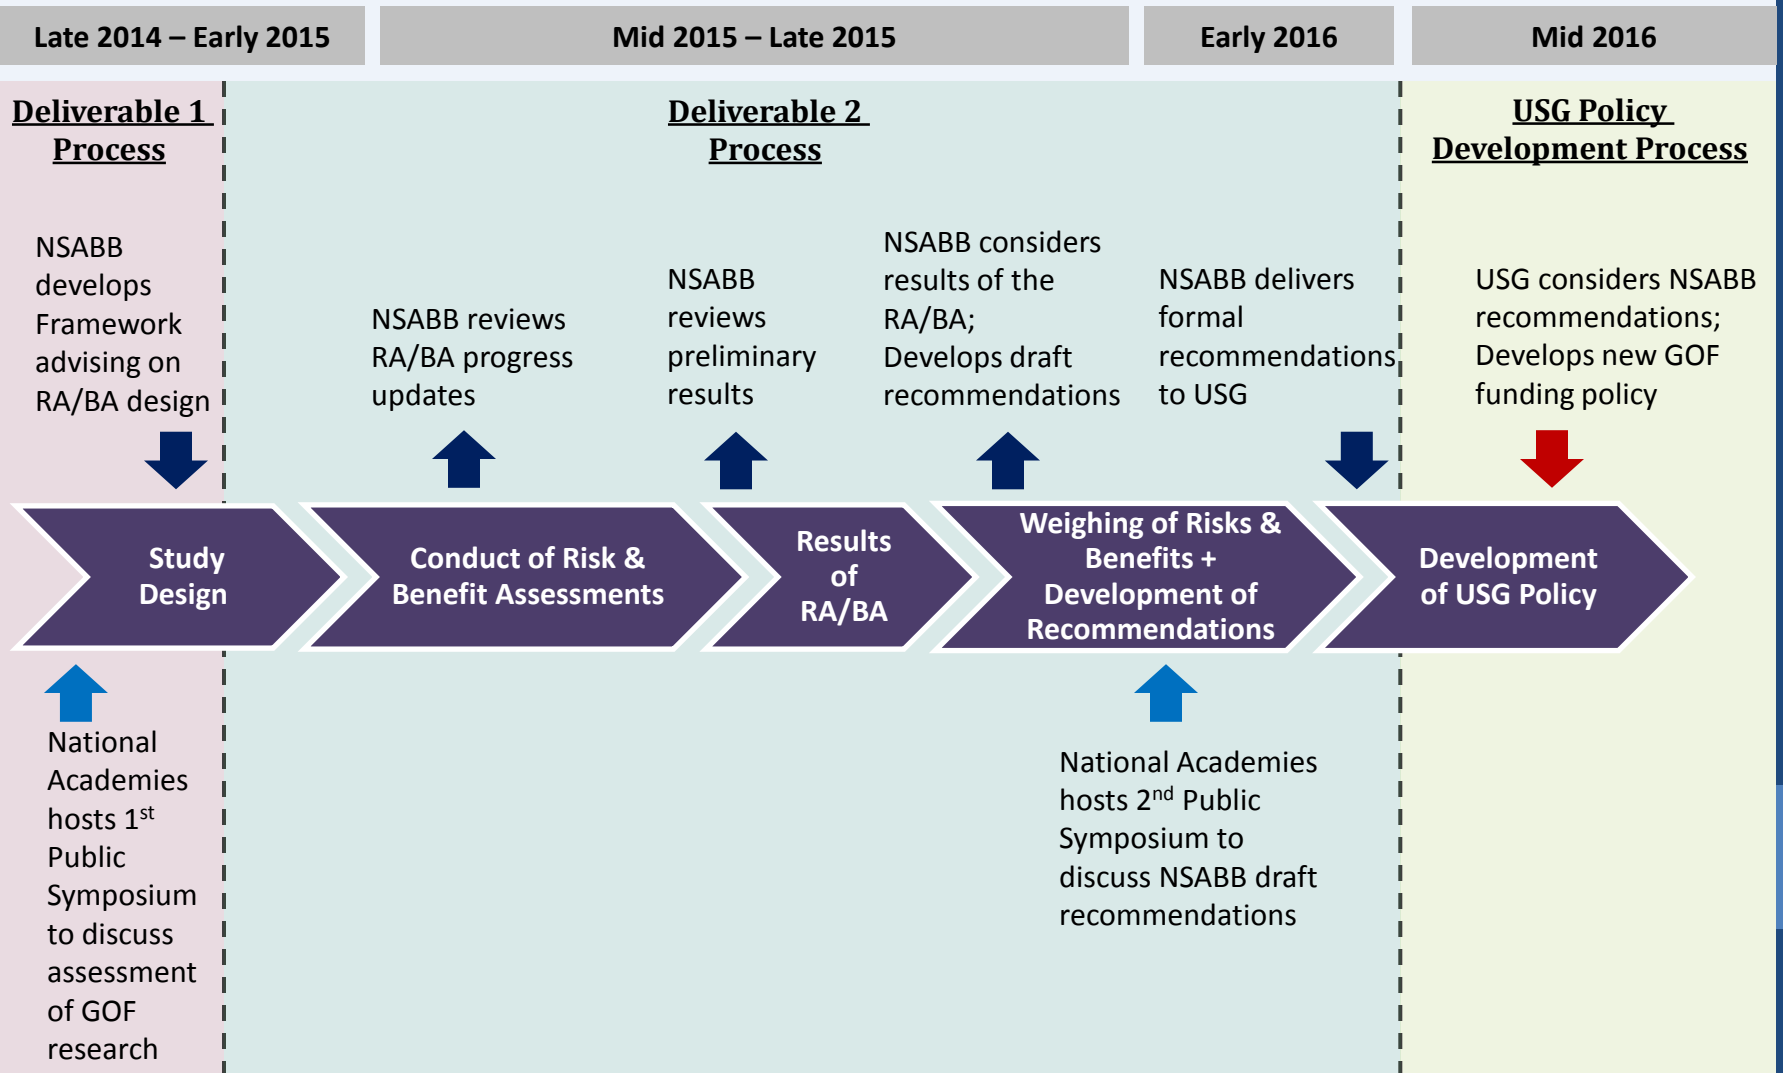 Late 2014 – Early 2015
Mid 2015 – Late 2015
Early 2016
Mid 2016
Deliverable 1
Process
Deliverable 2
Process
USG Policy
Development Process
NSABB
develops
Framework
advising on
RA/BA design
NSABB reviews
RA/BA progress
updates
NSABB
reviews
preliminary
results
NSABB considers
results of the
RA/BA;
Develops draft
recommendations
NSABB delivers
formal
recommendations
to USG
USG considers NSABB
recommendations;
Develops new GOF
funding policy
Study
Design
Conduct of Risk &
Benefit Assessments
Results
of
RA/BA
Weighing of Risks &
Benefits +
Development of
Recommendations
Development
of USG Policy
National
Academies
hosts 1st
Public
Symposium
to discuss
assessment
of GOF
research
National Academies
hosts 2nd Public
Symposium to
discuss NSABB draft
recommendations